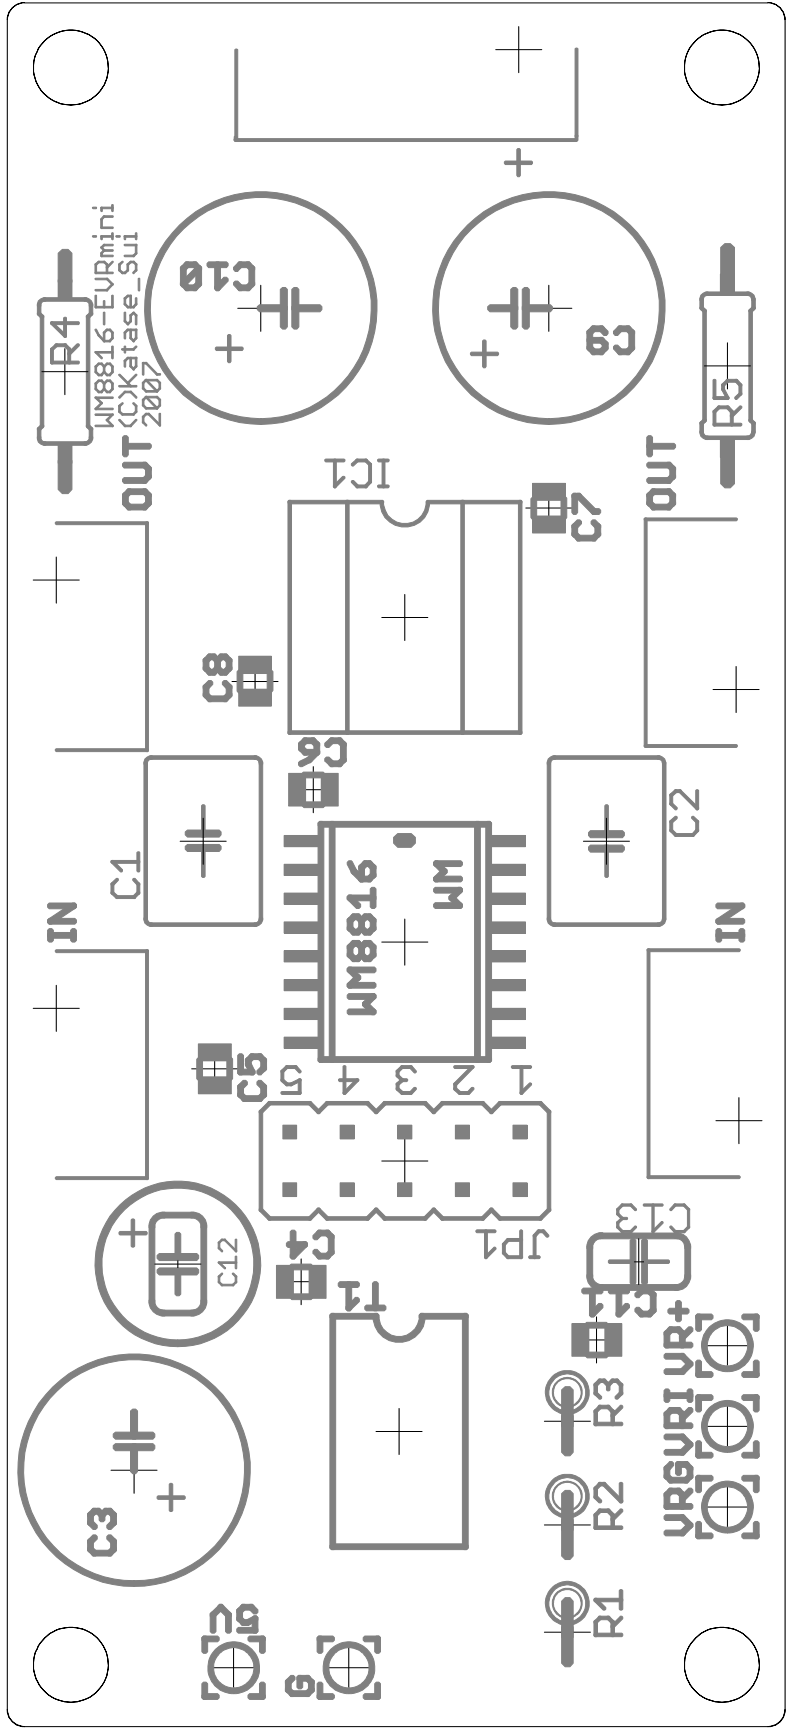 C10
C9
WM8816-EVRmini
(C)Katase_Sui
2007
R4
R5
OUT
OUT
IC1
C7
C8
C6
C1
C2
WM8816
WM
IN
IN
C5
5 4 3 2 1
JP1
C4
C12
C13
C11
T1
VR+
VRI
VRG
R3
R2
R1
C3
5V
G